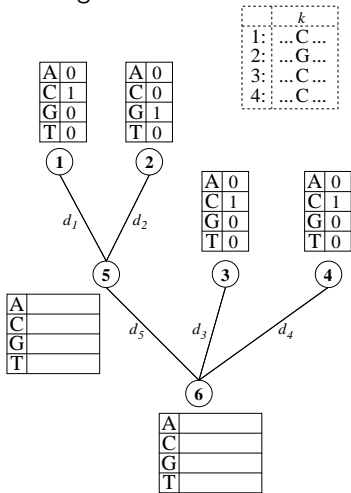 k
1: ...C...
2: ...G...
3: ...C...
4: ...C...
A 0
C 1
G 0
T 0
A 0
C 0
G 1
T 0
1
2
A 0
C 1
G 0
T 0
A 0
C 1
G 0
T 0
d1 d2
5
3
4
A
C
G
T
d5 d3 d4
6
A
C
G
T